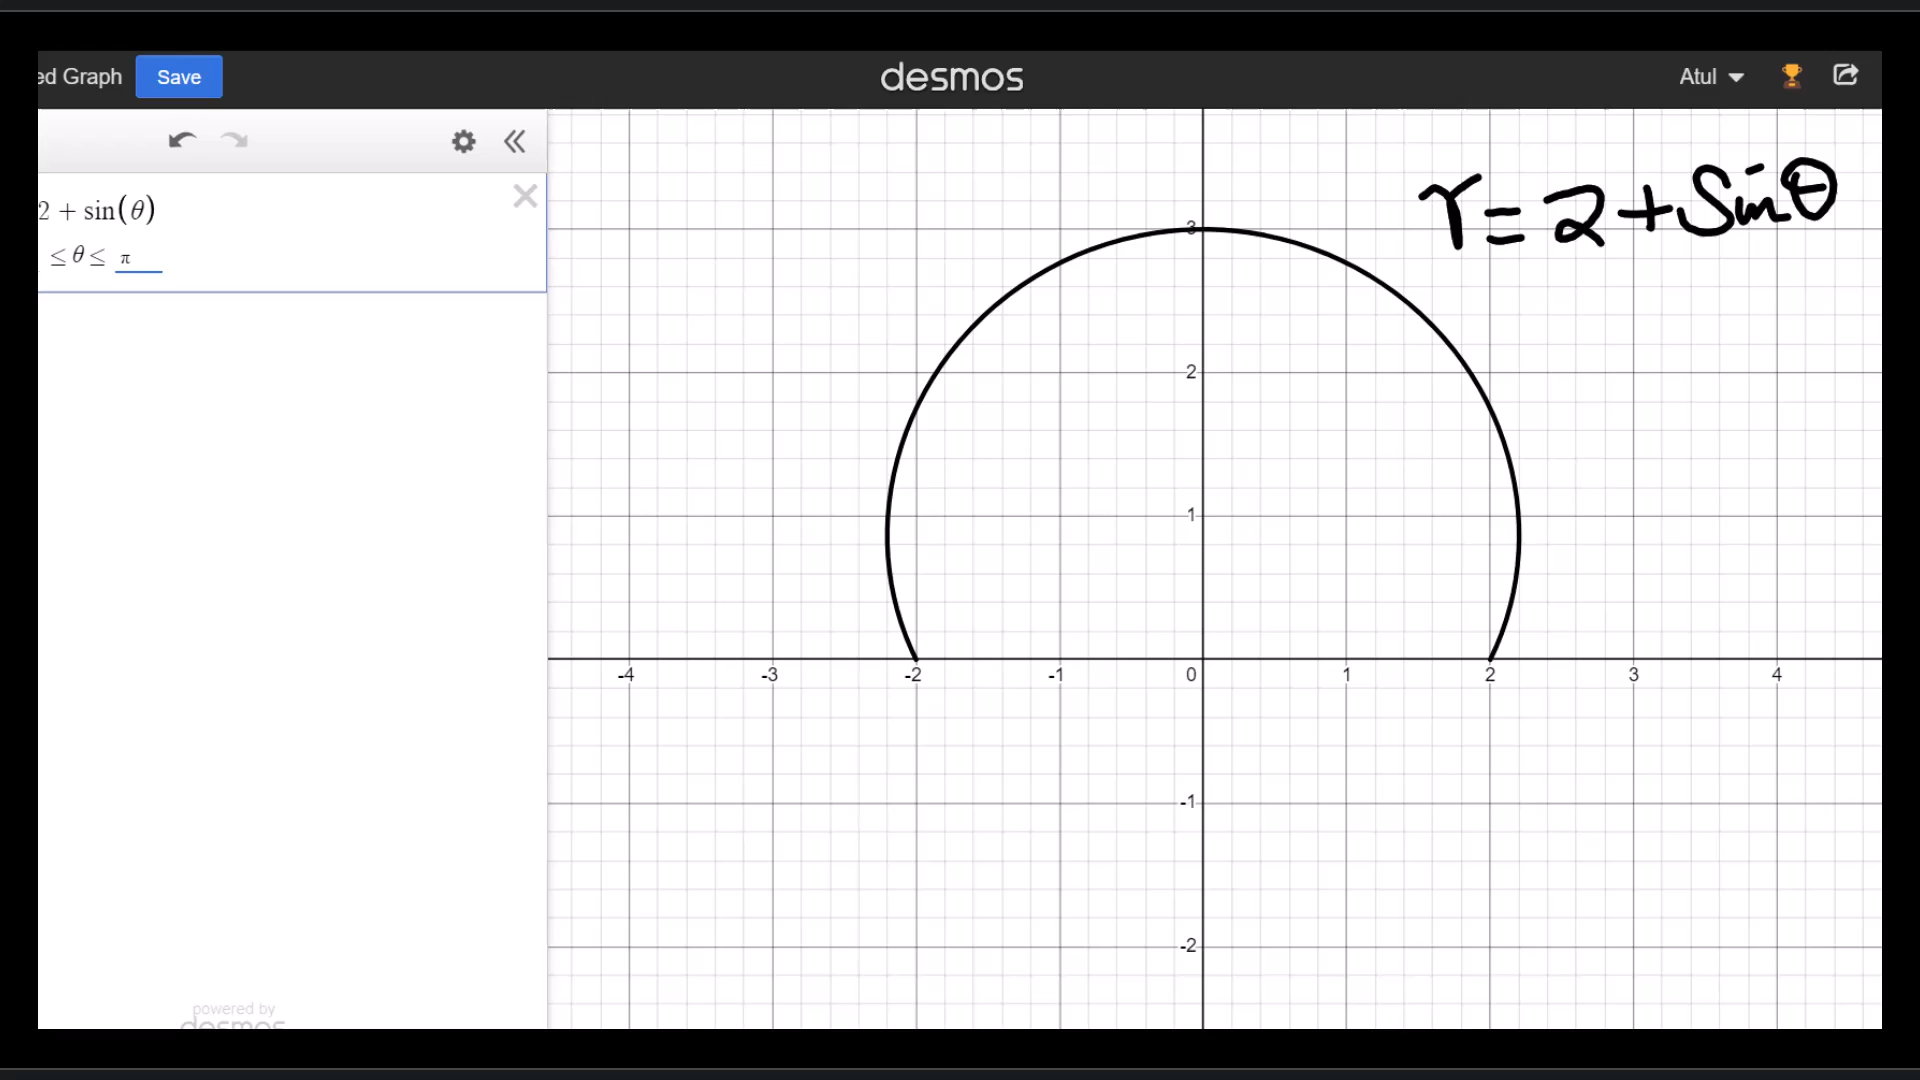 ed Graph Save desmos Atul
2 + sin(θ)
≤ θ ≤ π
r = 2 + Sinθ
3
2
1
-4 -3 -2 -1 0 1 2 3 4
-1
-2
powered by
desmos